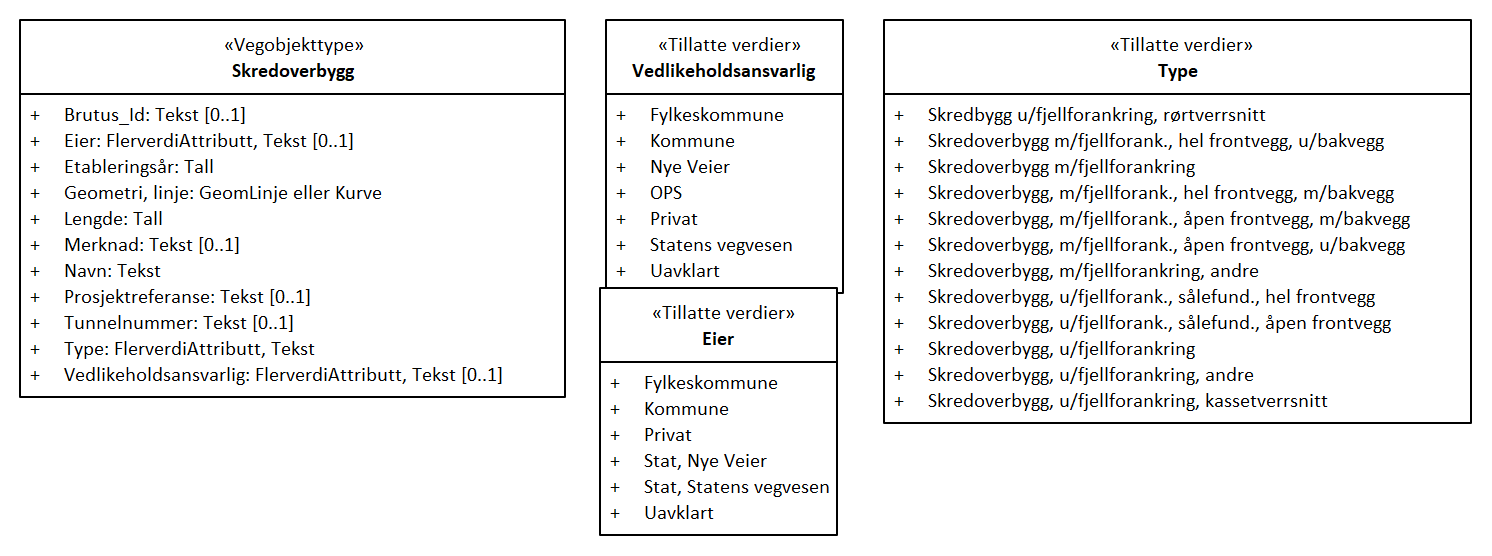 «Vegobjekttype»
Skredoverbygg
+ Brutus_Id: Tekst [0..1]
+ Eier: FlerverdiAttributt, Tekst [0..1]
+ Etableringsår: Tall
+ Geometri, linje: GeomLinje eller Kurve
+ Lengde: Tall
+ Merknad: Tekst [0..1]
+ Navn: Tekst
+ Prosjektreferanse: Tekst [0..1]
+ Tunnelnummer: Tekst [0..1]
+ Type: FlerverdiAttributt, Tekst
+ Vedlikeholdsansvarlig: FlerverdiAttributt, Tekst [0..1]
«Tillatte verdier»
Vedlikeholdsansvarlig
+ Fylkeskommune
+ Kommune
+ Nye Veier
+ OPS
+ Privat
+ Statens vegvesen
+ Uavklart
«Tillatte verdier»
Eier
+ Fylkeskommune
+ Kommune
+ Privat
+ Stat, Nye Veier
+ Stat, Statens vegvesen
+ Uavklart
«Tillatte verdier»
Type
+ Skredbygg u/fjellforankring, rørtverrsnitt
+ Skredoverbygg m/fjellforank., hel frontvegg, u/bakvegg
+ Skredoverbygg m/fjellforankring
+ Skredoverbygg, m/fjellforank., hel frontvegg, m/bakvegg
+ Skredoverbygg, m/fjellforank., åpen frontvegg, m/bakvegg
+ Skredoverbygg, m/fjellforank., åpen frontvegg, u/bakvegg
+ Skredoverbygg, m/fjellforankring, andre
+ Skredoverbygg, u/fjellforank., sålefund., hel frontvegg
+ Skredoverbygg, u/fjellforank., sålefund., åpen frontvegg
+ Skredoverbygg, u/fjellforankring
+ Skredoverbygg, u/fjellforankring, andre
+ Skredoverbygg, u/fjellforankring, kassetverrsnitt